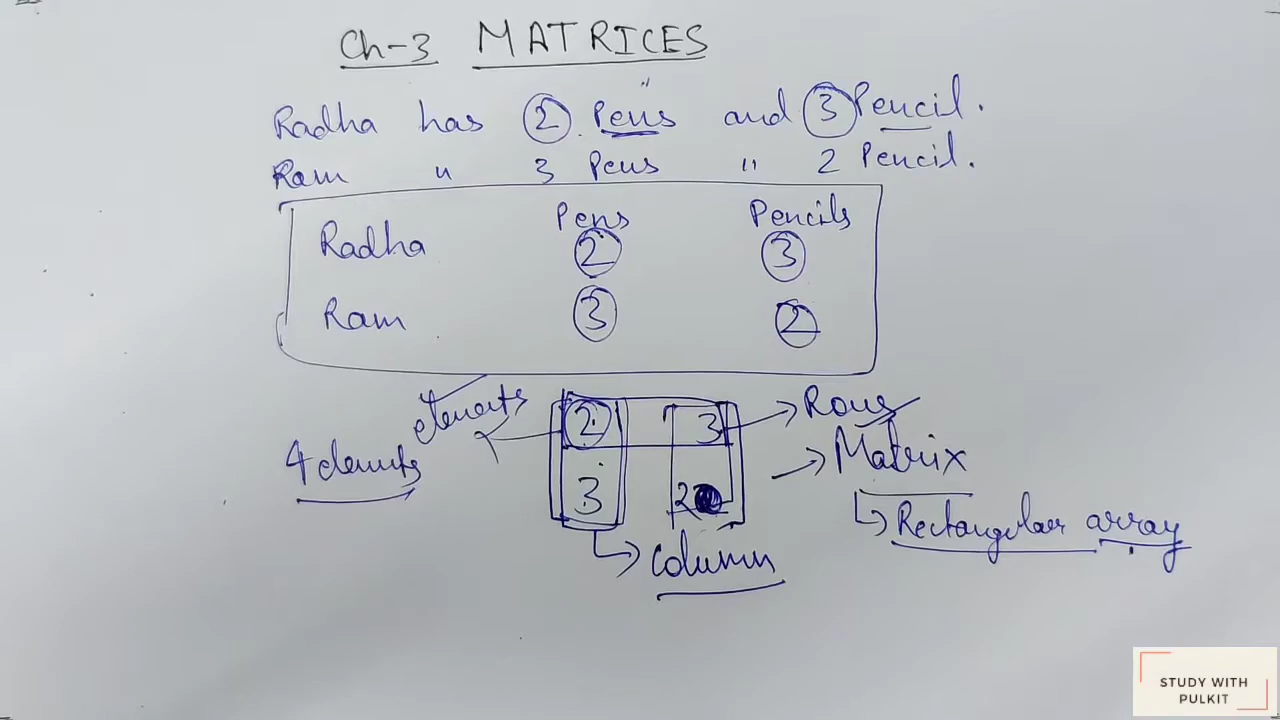 Ch-3 MATRICES
Radha has 2 Pens and 3 Pencil.
Ram " 3 Pens " 2 Pencil.
Pens Pencils
Radha 2 3
Ram 3 2
elements
2 3
Rows
4 elements
Matrix
3 2
Rectangular array
column
STUDY WITH
PULKIT